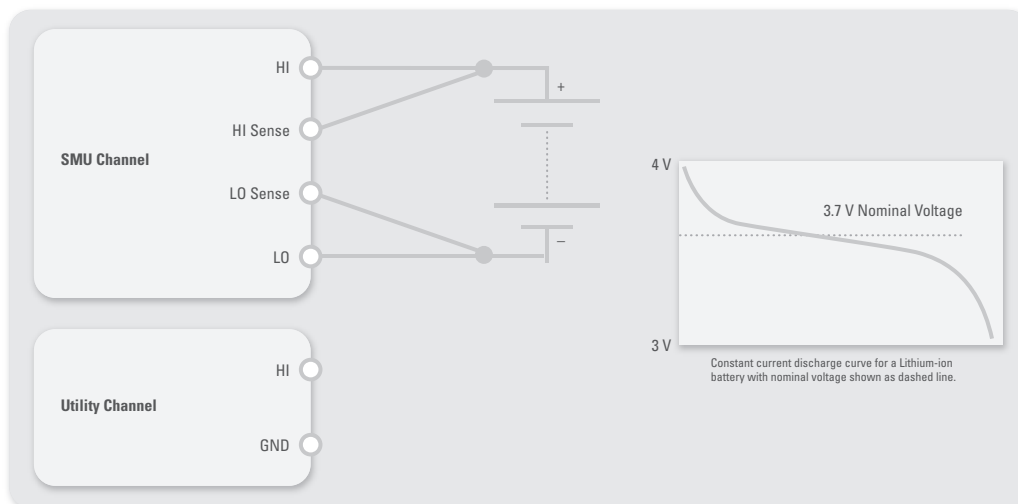 SMU Channel
HI
HI Sense
LO Sense
LO
+
–
Utility Channel
HI
GND
4 V
3.7 V Nominal Voltage
3 V
Constant current discharge curve for a Lithium-ion
battery with nominal voltage shown as dashed line.